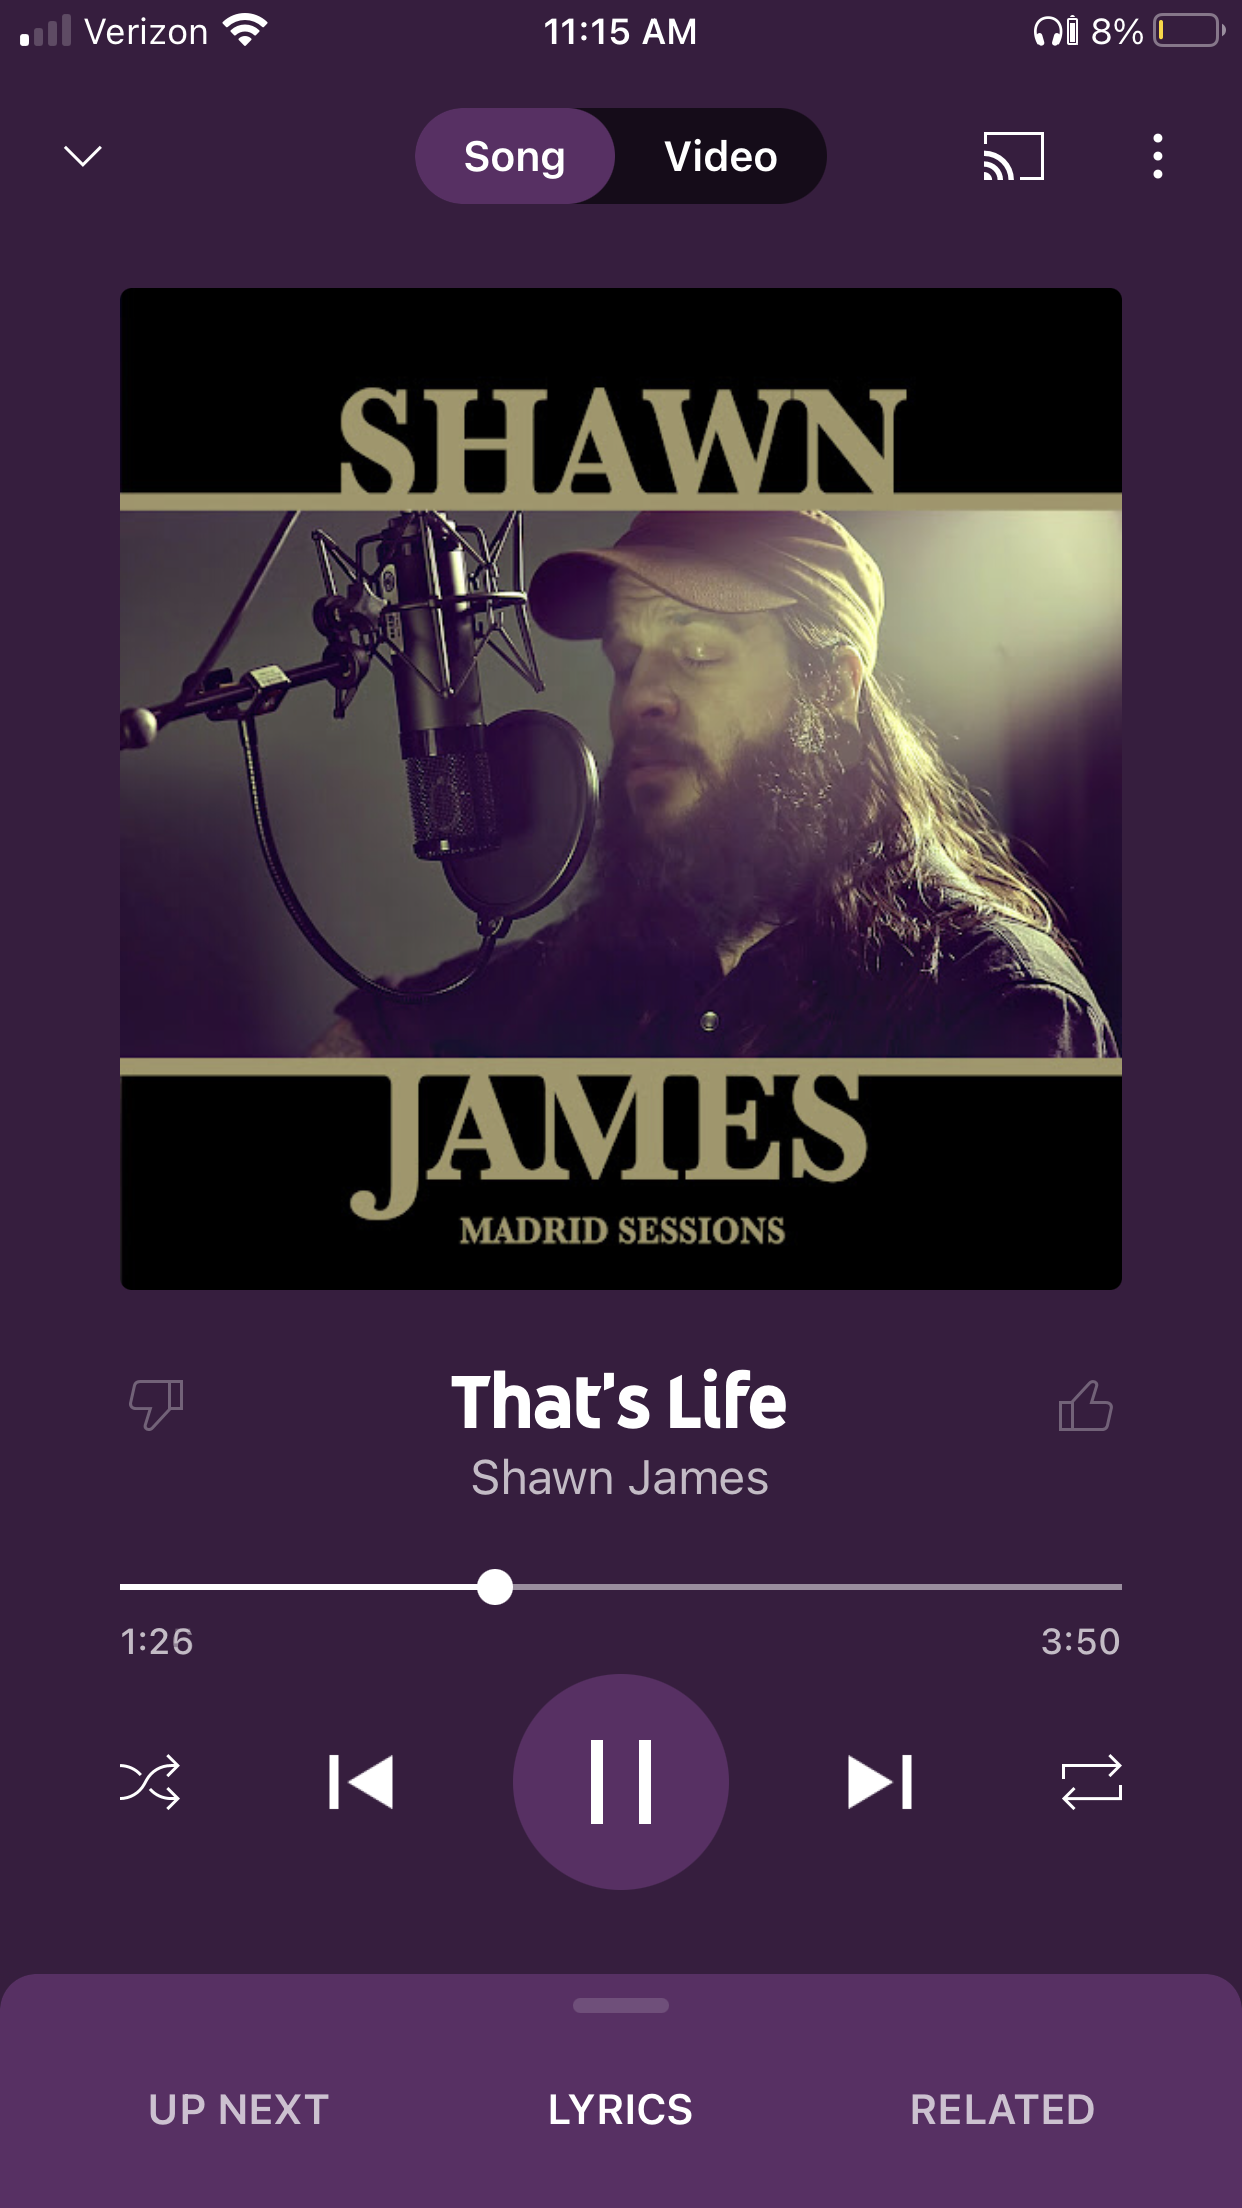 Verizon 11:15 AM 8%
Song Video
SHAWN
JAMES
MADRID SESSIONS
That's Life
Shawn James
1:26 3:50
UP NEXT LYRICS RELATED